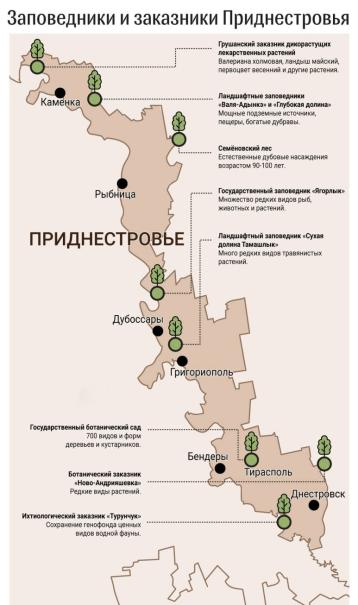 Заповедники и заказники Приднестровья
Грушанский заказник дикорастущих
лекарственных растений
Валериана холмовая, ландыш майский,
первоцвет весенний и другие растения.
Каменка
Ландшафтные заповедники
«Валя-Адынкэ» и «Глубокая долина»
Мощные подземные источники,
пещеры, богатые дубравы.
Семёновский лес
Естественные дубовые насаждения
возрастом 90-100 лет.
Рыбница
Государственный заповедник «Ягорлык»
Множество редких видов рыб,
животных и растений.
ПРИДНЕСТРОВЬЕ
Ландшафтный заповедник «Сухая
долина Тамашлык»
Много редких видов травянистых
растений.
Дубоссары
Григориополь
Государственный ботанический сад
700 видов и форм
деревьев и кустарников.
Бендеры
Тирасполь
Ботанический заказник
«Ново-Андрияшевка»
Редкие виды растений.
Днестровск
Ихтиологический заказник «Турунчук»
Сохранение генофонда ценных
видов водной фауны.